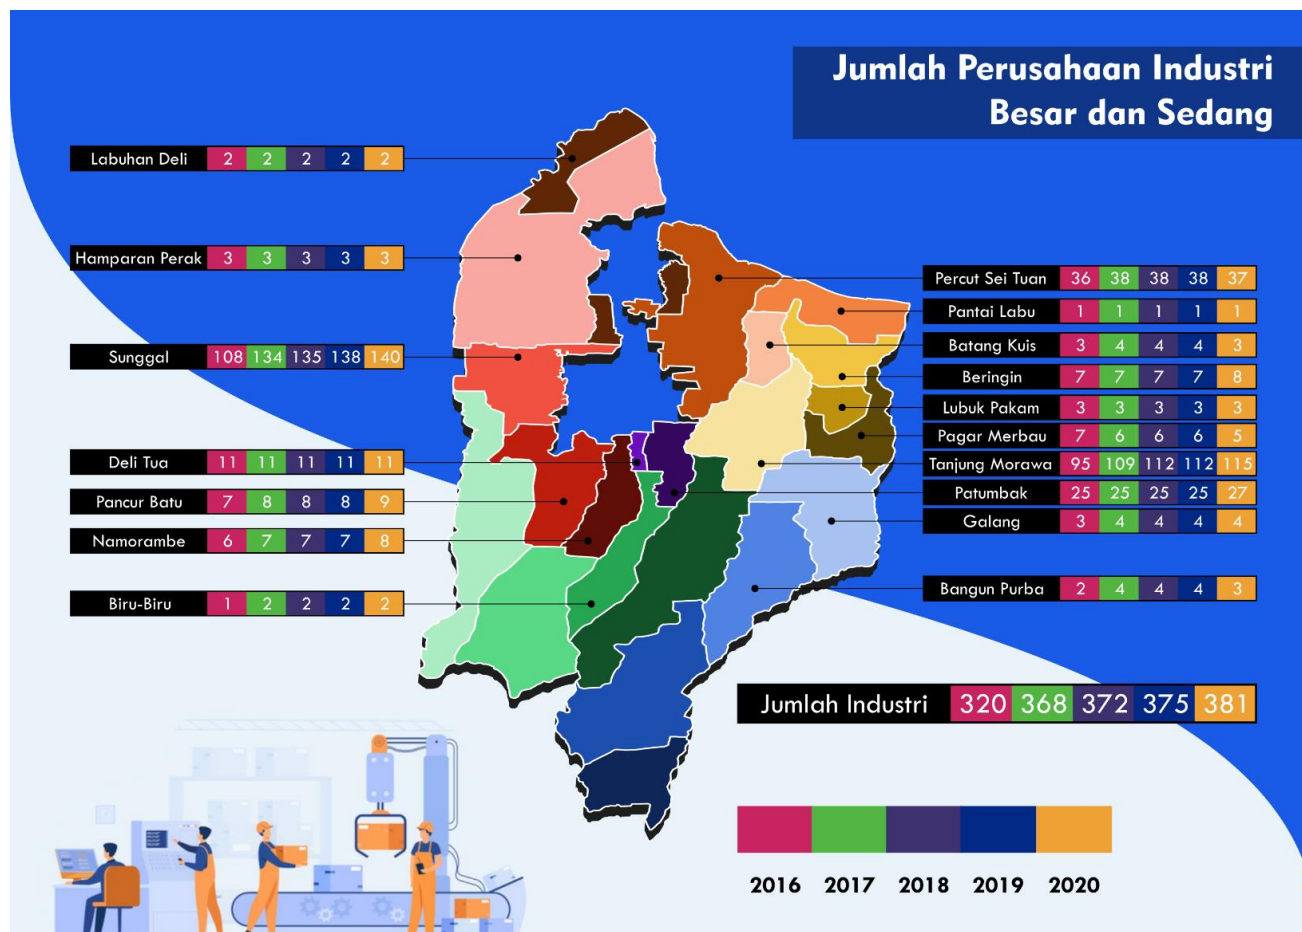 Jumlah Perusahaan Industri
Besar dan Sedang
Labuhan Deli 2 2 2 2 2
Hamparan Perak 3 3 3 3 3
Sunggal 108 134 135 138 140
Deli Tua 11 11 11 11 11
Pancur Batu 7 8 8 8 9
Namorambe 6 7 7 7 8
Biru-Biru 1 2 2 2 2
Percut Sei Tuan 36 38 38 38 37
Pantai Labu 1 1 1 1 1
Batang Kuis 3 4 4 4 3
Beringin 7 7 7 7 8
Lubuk Pakam 3 3 3 3 3
Pagar Merbau 7 6 6 6 5
Tanjung Morawa 95 109 112 112 115
Patumbak 25 25 25 25 27
Galang 3 4 4 4 4
Bangun Purba 2 4 4 4 3
Jumlah Industri 320 368 372 375 381
2016 2017 2018 2019 2020